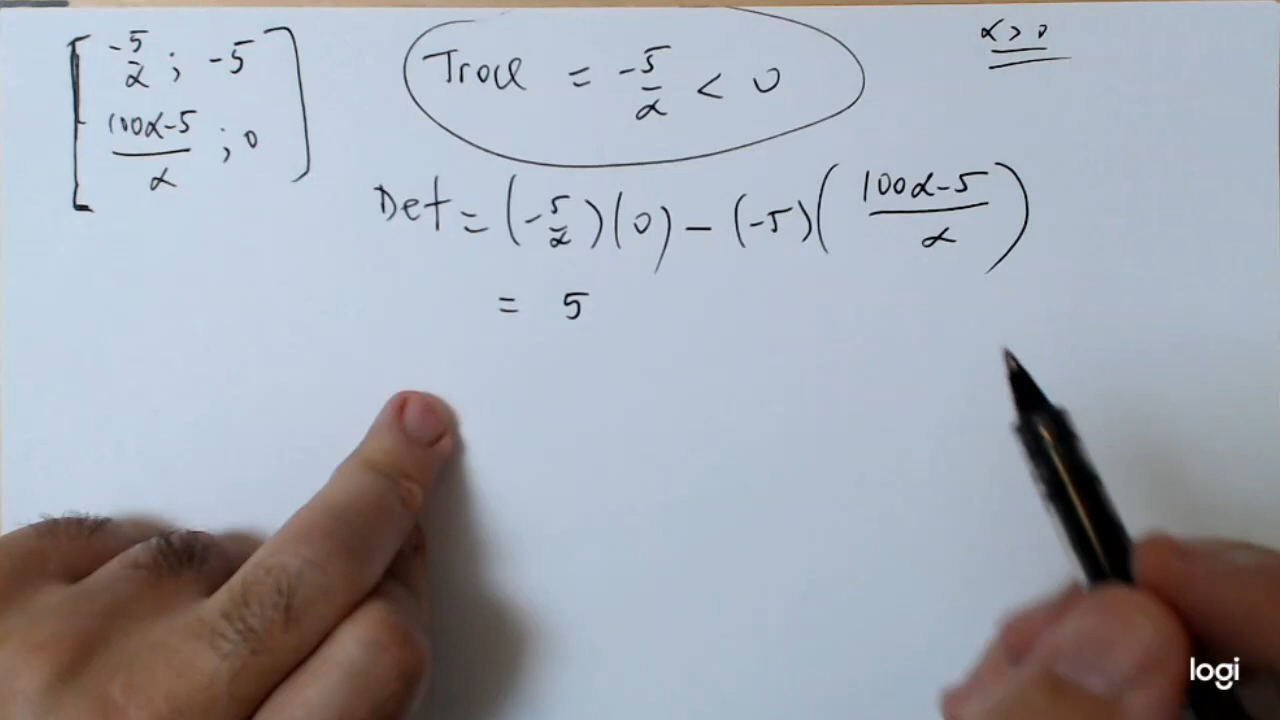 [ -5/α ; -5
(100α-5)/α ; 0 ]
Trace = -5/α < 0
α > 0
Det = (-5/α)(0) - (-5)((100α-5)/α)
= 5
logi